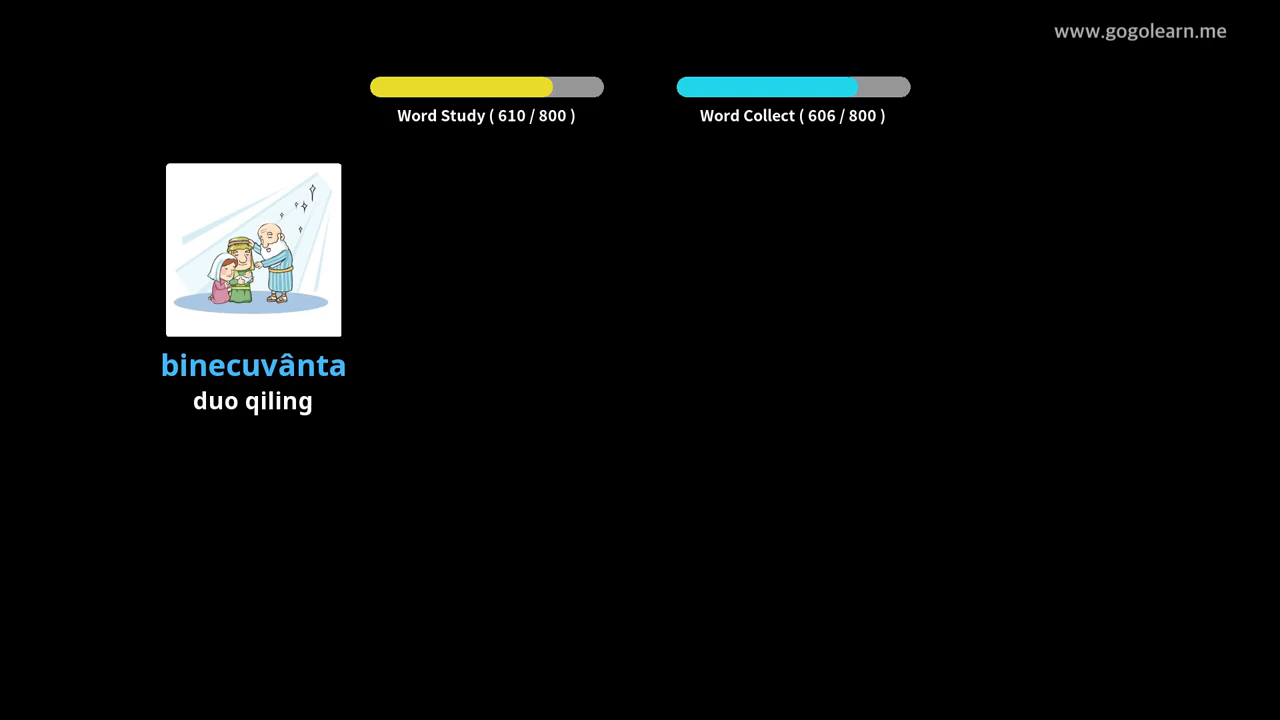 www.gogolearn.me
Word Study ( 610 / 800 )
Word Collect ( 606 / 800 )
binecuvânta
duo qiling